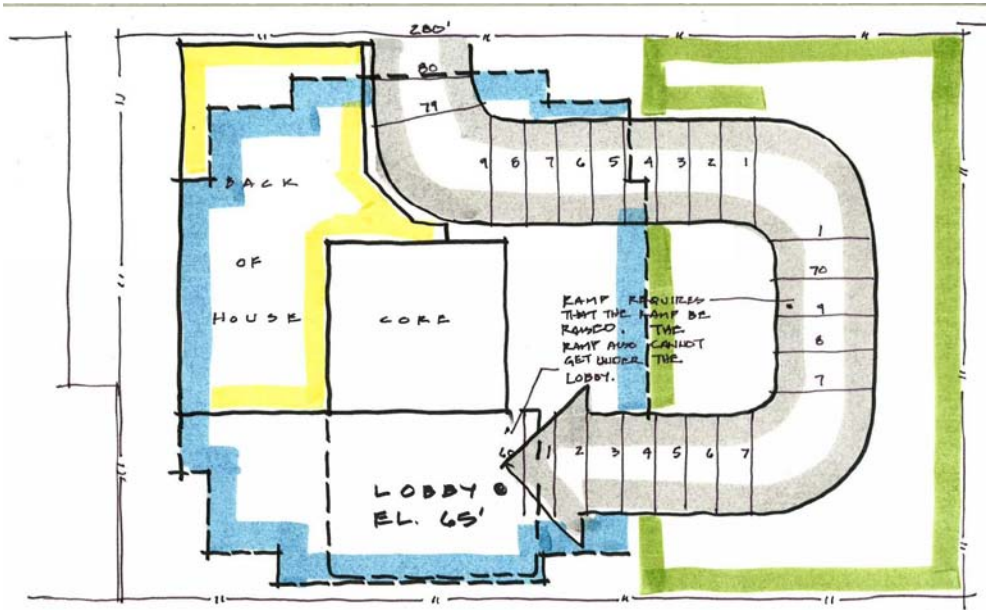 280'
80
79
9 8 7 6 5 4 3 2 1
BACK
OF
HOUSE
CORE
1
70
9
8
7
RAMP REQUIRES
THAT THE RAMP BE
RAISED. THE
RAMP ALSO CANNOT
GET UNDER THE
LOBBY.
60 1 2 3 4 5 6 7
LOBBY @
EL. 65'